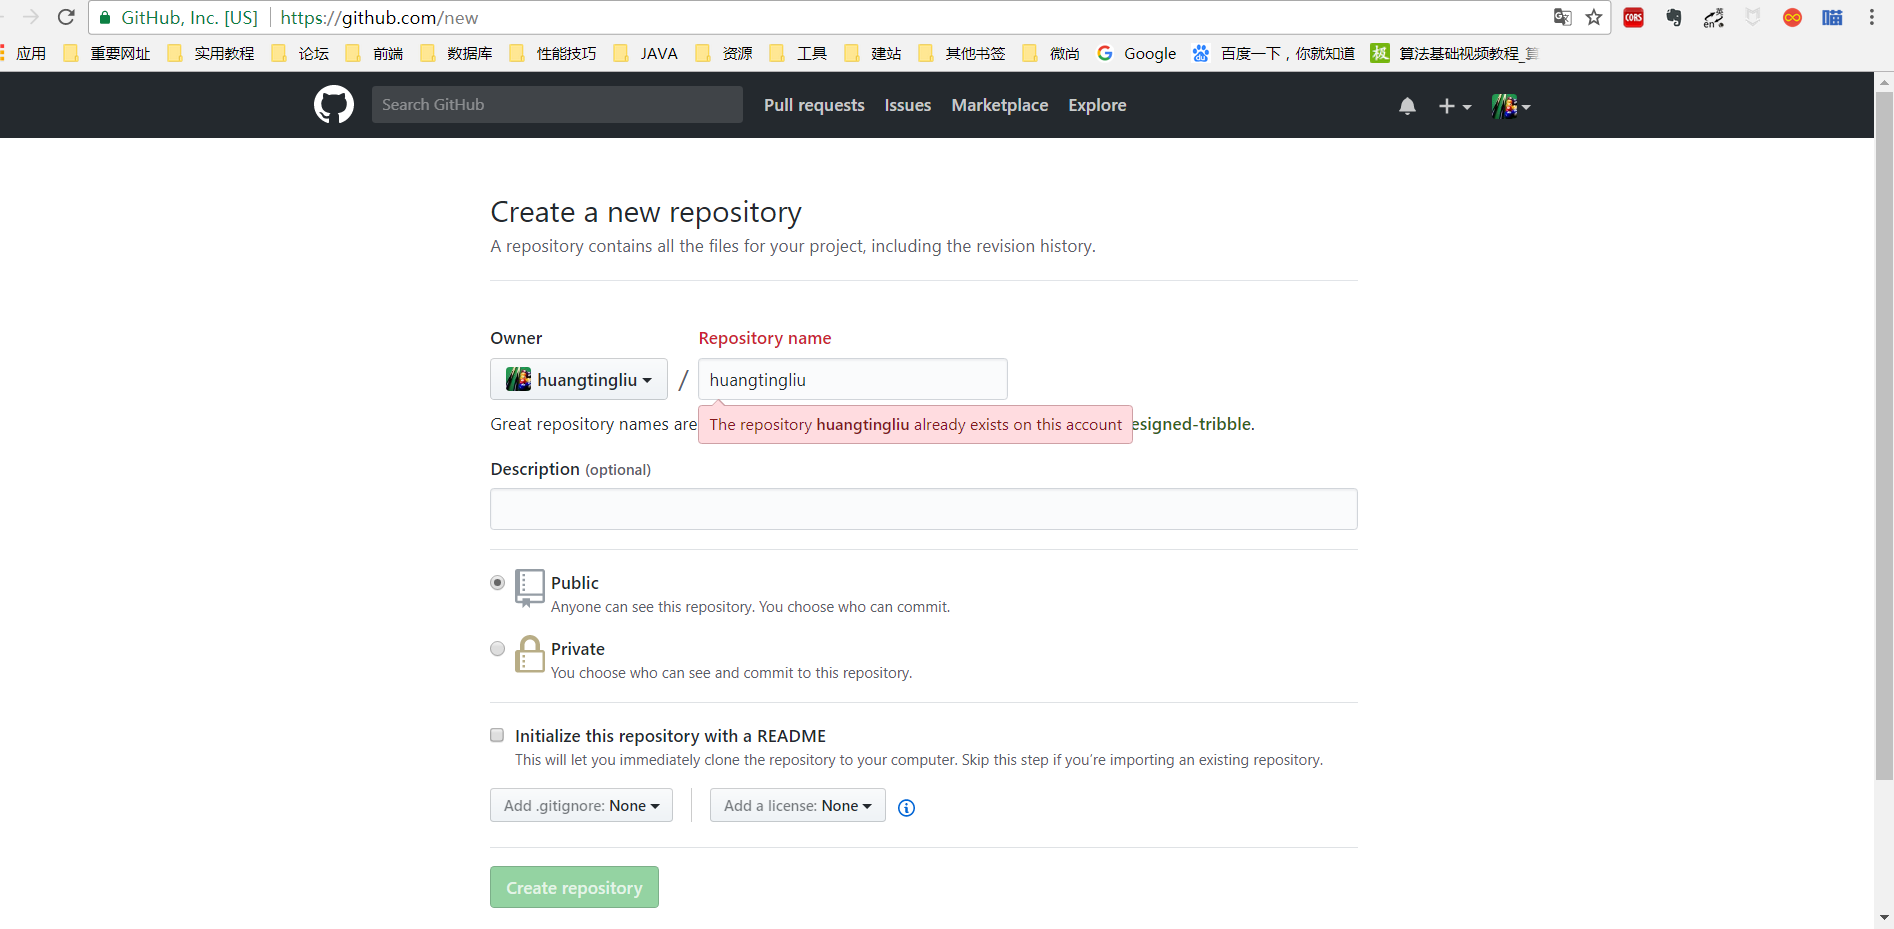 GitHub, Inc. [US] https://github.com/new
应用 重要网址 实用教程 论坛 前端 数据库 性能技巧 JAVA 资源 工具 建站 其他书签 微尚 Google 百度一下，你就知道 算法基础视频教程_算
Search GitHub Pull requests Issues Marketplace Explore
Create a new repository
A repository contains all the files for your project, including the revision history.
Owner Repository name
huangtingliu / huangtingliu
Great repository names are esigned-tribble.
The repository huangtingliu already exists on this account
Description (optional)
Public
Anyone can see this repository. You choose who can commit.
Private
You choose who can see and commit to this repository.
Initialize this repository with a README
This will let you immediately clone the repository to your computer. Skip this step if you're importing an existing repository.
Add .gitignore: None Add a license: None
Create repository